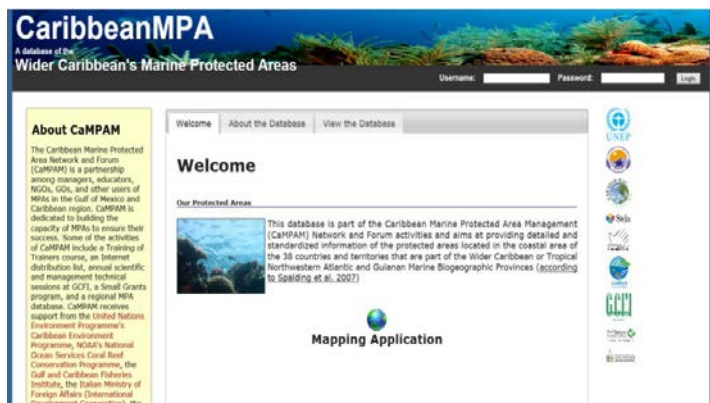 CaribbeanMPA
A database of the
Wider Caribbean's Marine Protected Areas
Username:
Password:
Login
About CaMPAM
The Caribbean Marine Protected
Area Network and Forum
(CaMPAM) is a partnership
among managers, educators,
NGOs, GOs, and other users of
MPAs in the Gulf of Mexico and
Caribbean region. CaMPAM is
dedicated to building the
capacity of MPAs to ensure their
success. Some of the activities
of CaMPAM include a Training of
Trainers course, an Internet
distribution list, annual scientific
and management technical
sessions at GCFI, a Small Grants
program, and a regional MPA
database. CaMPAM receives
support from the United Nations
Environment Programme's
Caribbean Environment
Programme, NOAA's National
Ocean Services Coral Reef
Conservation Programme, the
Gulf and Caribbean Fisheries
Institute, the Italian Ministry of
Foreign Affairs (International
Development Cooperation), the
Welcome
About the Database
View the Database
Welcome
Our Protected Areas
This database is part of the Caribbean Marine Protected Area Management
(CaMPAM) Network and Forum activities and aims at providing detailed and
standardized information of the protected areas located in the coastal area of
the 38 countries and territories that are part of the Wider Caribbean or Tropical
Northwestern Atlantic and Guianan Marine Biogeographic Provinces (according
to Spalding et al. 2007)
Mapping Application
UNEP
GCFI